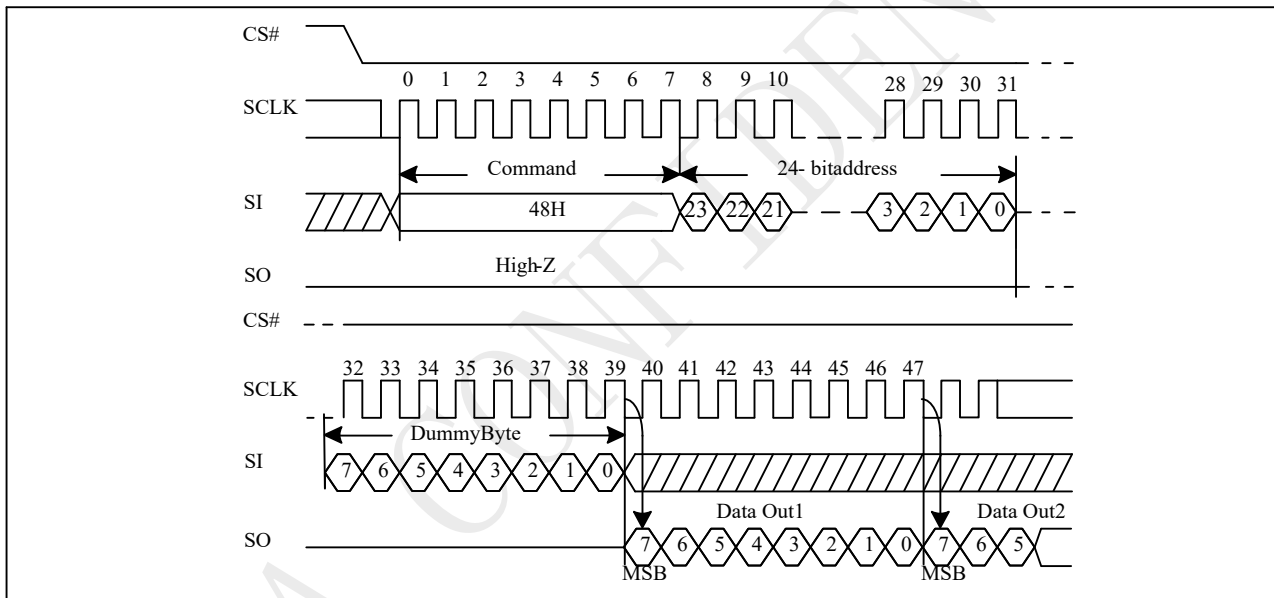 CS#
0 1 2 3 4 5 6 7 8 9 10 28 29 30 31
SCLK
Command 24- bitaddress
SI 48H 23 22 21 3 2 1 0
High-Z
SO
CS#
32 33 34 35 36 37 38 39 40 41 42 43 44 45 46 47
SCLK
DummyByte
SI 7 6 5 4 3 2 1 0
Data Out1 Data Out2
SO 7 6 5 4 3 2 1 0 7 6 5
MSB MSB
CONFIDEN
A